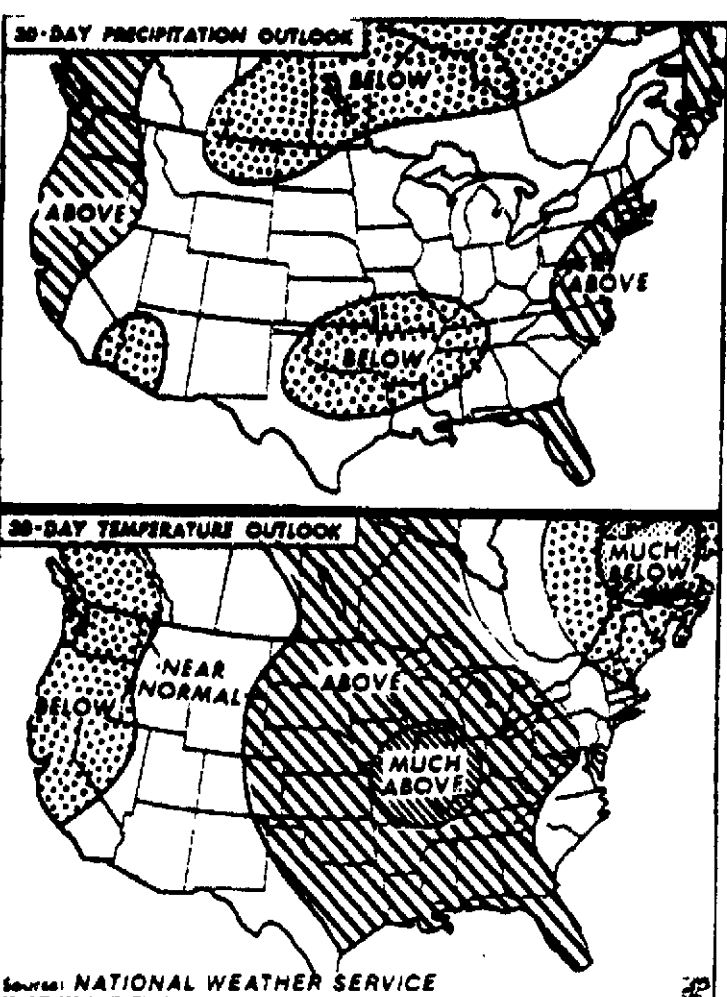 30-DAY PRECIPITATION OUTLOOK
BELOW
ABOVE
ABOVE
BELOW
30-DAY TEMPERATURE OUTLOOK
MUCH
BELOW
NEAR
NORMAL
ABOVE
BELOW
MUCH
ABOVE
Source: NATIONAL WEATHER SERVICE